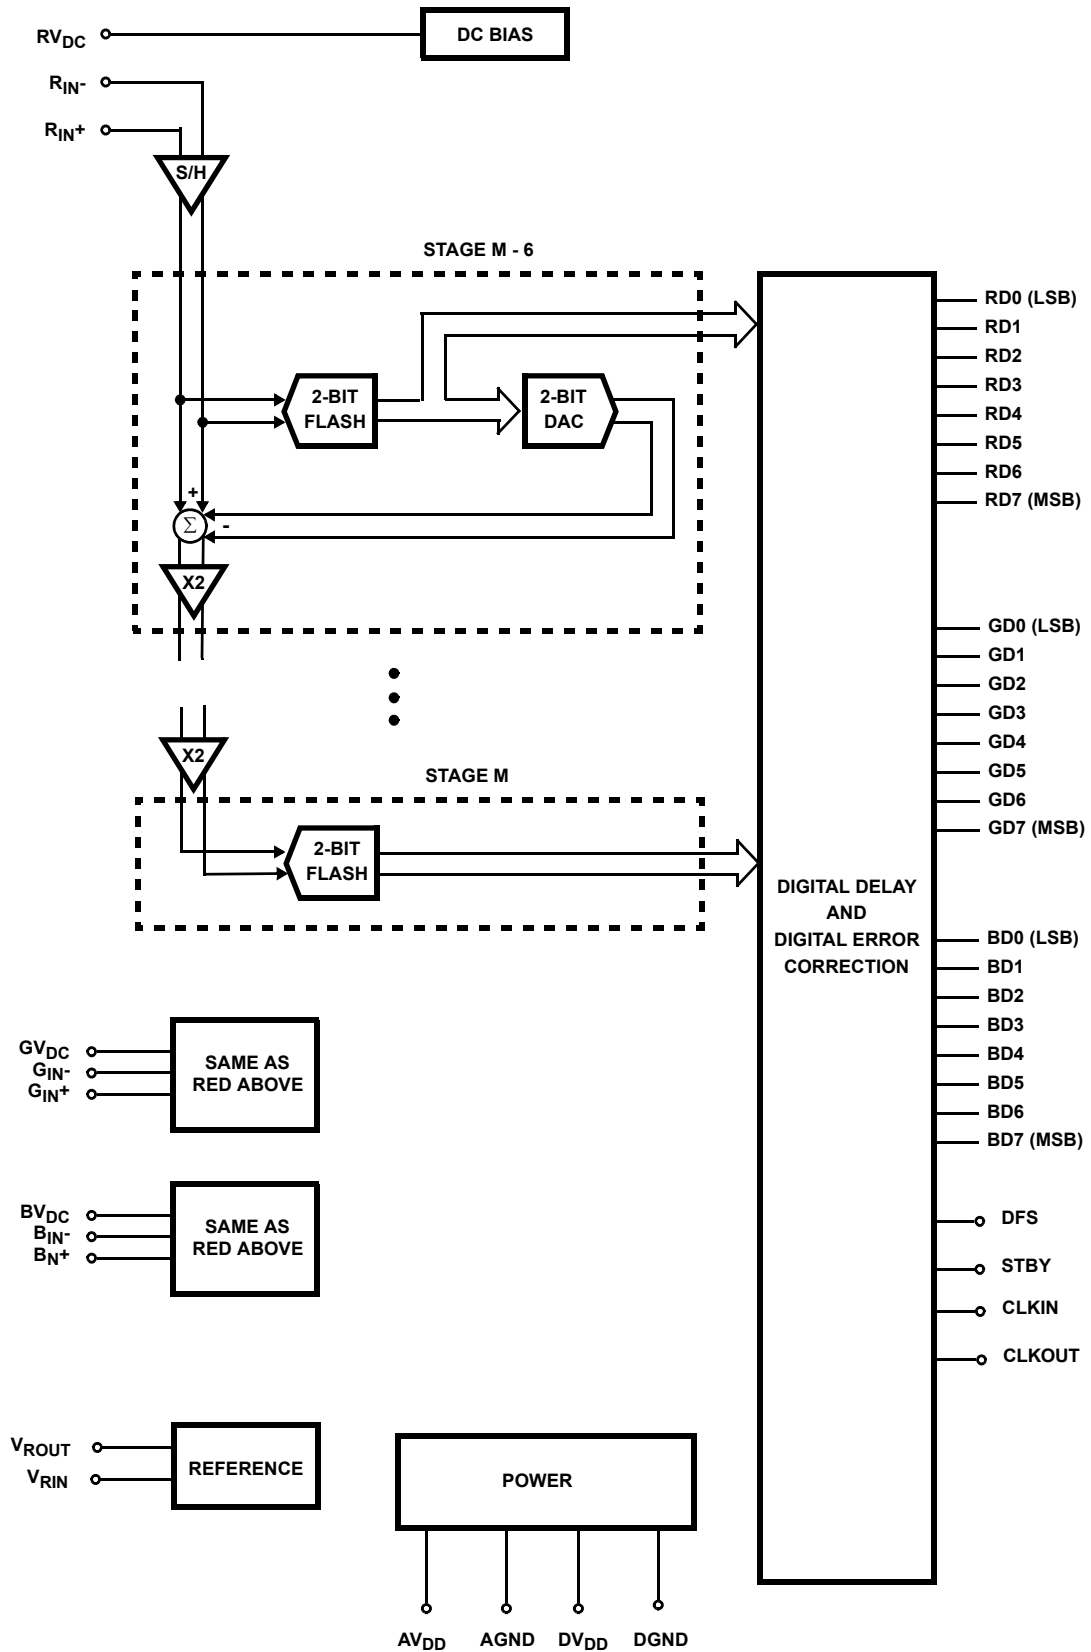 RVDC
DC BIAS
RIN-
RIN+
S/H
STAGE M - 6
2-BIT
FLASH
2-BIT
DAC
+
Σ
-
X2
X2
STAGE M
2-BIT
FLASH
DIGITAL DELAY
AND
DIGITAL ERROR
CORRECTION
RD0 (LSB)
RD1
RD2
RD3
RD4
RD5
RD6
RD7 (MSB)
GD0 (LSB)
GD1
GD2
GD3
GD4
GD5
GD6
GD7 (MSB)
BD0 (LSB)
BD1
BD2
BD3
BD4
BD5
BD6
BD7 (MSB)
DFS
STBY
CLKIN
CLKOUT
GVDC
GIN-
GIN+
SAME AS
RED ABOVE
BVDC
BIN-
BN+
SAME AS
RED ABOVE
VROUT
VRIN
REFERENCE
POWER
AVDD
AGND
DVDD
DGND